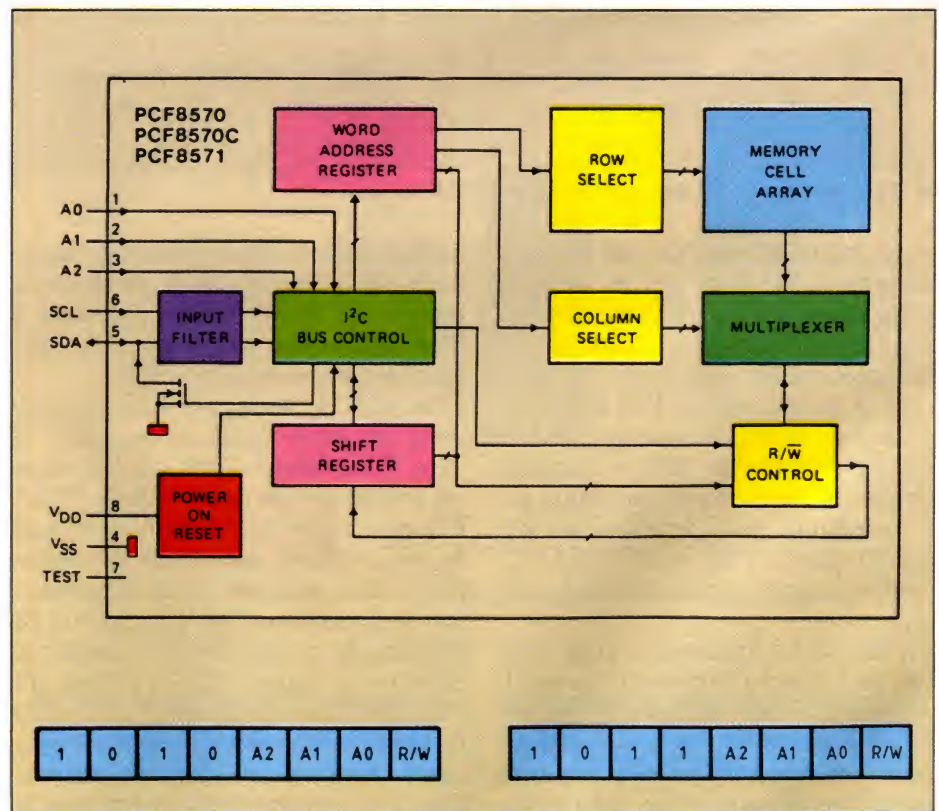 PCF8570
PCF8570C
PCF8571
WORD
ADDRESS
REGISTER
ROW
SELECT
MEMORY
CELL
ARRAY
A0 1
A1 2
A2 3
SCL 6
SDA 5
INPUT
FILTER
I²C
BUS CONTROL
COLUMN
SELECT
MULTIPLEXER
SHIFT
REGISTER
R/W̅
CONTROL
POWER
ON
RESET
VDD 8
VSS 4
TEST 7
1 0 1 0 A2 A1 A0 R/W
1 0 1 1 A2 A1 A0 R/W